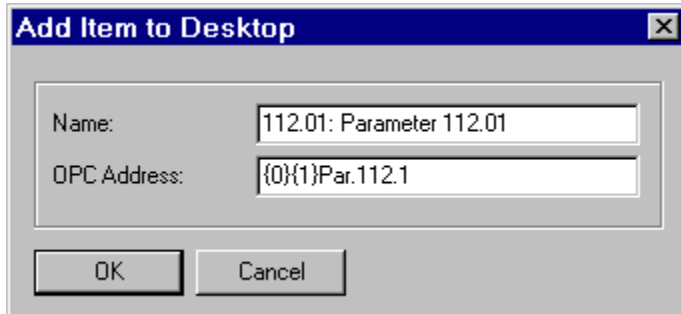 Add Item to Desktop
Name: 112.01: Parameter 112.01
OPC Address: {0}{1}Par.112.1
OK Cancel